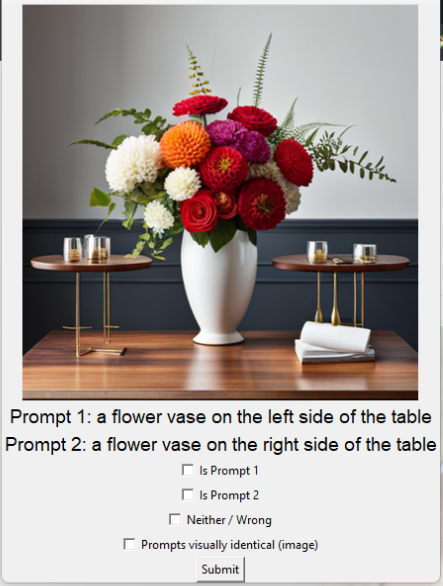 Prompt 1: a flower vase on the left side of the table
Prompt 2: a flower vase on the right side of the table
Is Prompt 1
Is Prompt 2
Neither / Wrong
Prompts visually identical (image)
Submit